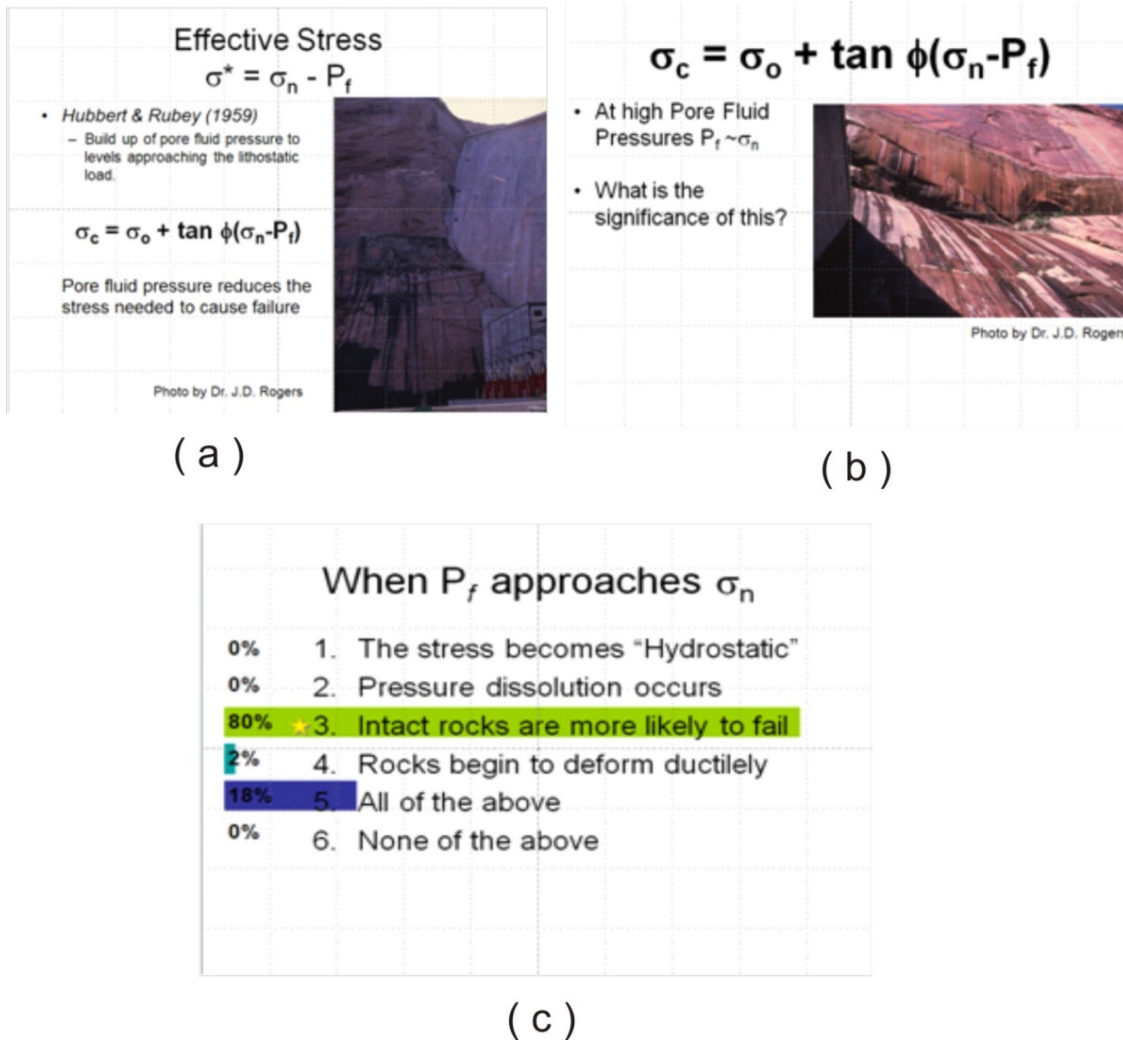 Effective Stress
σ* = σn - Pf
• Hubbert & Rubey (1959)
– Build up of pore fluid pressure to
levels approaching the lithostatic
load.
σc = σo + tan ϕ(σn-Pf)
Pore fluid pressure reduces the
stress needed to cause failure
Photo by Dr. J.D. Rogers
( a )
σc = σo + tan ϕ(σn-Pf)
• At high Pore Fluid
Pressures Pf ~σn
• What is the
significance of this?
Photo by Dr. J.D. Rogers
( b )
When Pf approaches σn
0% 1. The stress becomes “Hydrostatic”
0% 2. Pressure dissolution occurs
80% 3. Intact rocks are more likely to fail
2% 4. Rocks begin to deform ductilely
18% 5. All of the above
0% 6. None of the above
( c )